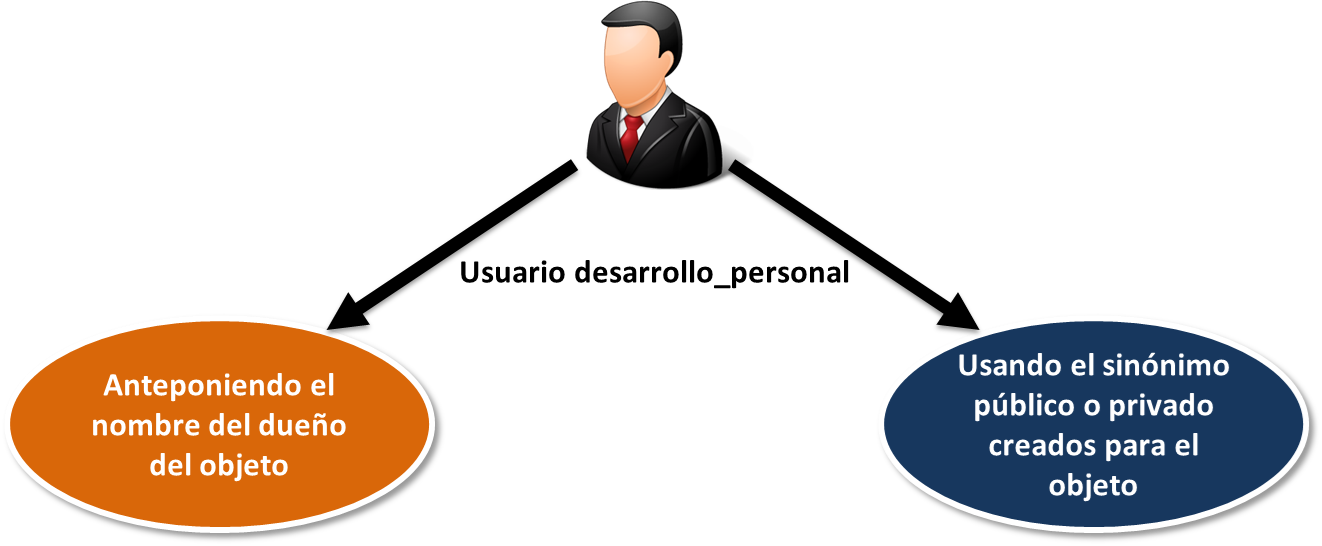 Usuario desarrollo_personal
Anteponiendo el
nombre del dueño
del objeto
Usando el sinónimo
público o privado
creados para el
objeto